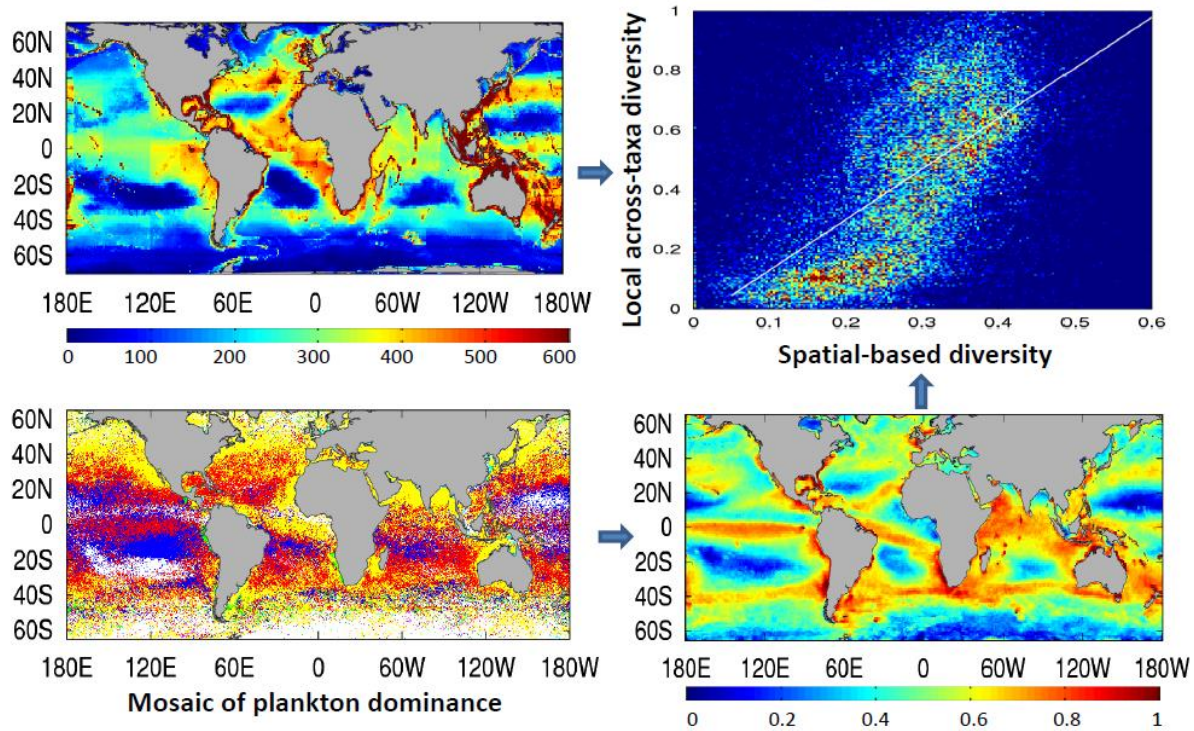 60N
40N
20N
0
20S
40S
60S
180E 120E 60E 0 60W 120W 180W
0 100 200 300 400 500 600
Local across-taxa diversity
1
0.8
0.6
0.4
0.2
0
0 0.1 0.2 0.3 0.4 0.5 0.6
Spatial-based diversity
60N
40N
20N
0
20S
40S
60S
180E 120E 60E 0 60W 120W 180W
Mosaic of plankton dominance
60N
40N
20N
0
20S
40S
60S
180E 120E 60E 0 60W 120W 180W
0 0.2 0.4 0.6 0.8 1